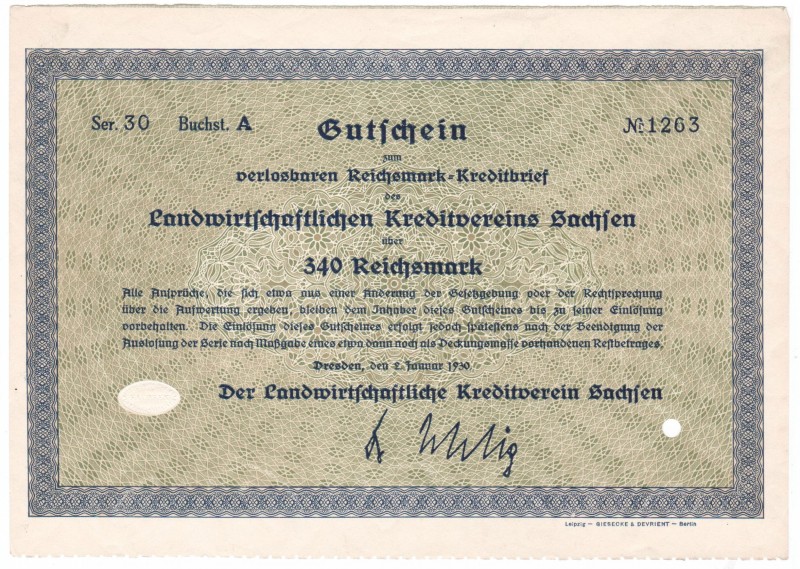 Ser. 30 Buchst. A Gutschein №1263
zum
verlosbaren Reichsmark-Kreditbrief
des
Landwirtschaftlichen Kreditvereins Sachsen
über
340 Reichsmark
Alle Ansprüche, die sich etwa aus einer Änderung der Gesetzgebung oder der Rechtsprechung
über die Aufwertung ergeben, bleiben dem Inhaber dieses Gutscheines bis zu seiner Einlösung
vorbehalten. Die Einlösung dieses Gutscheines erfolgt jedoch spätestens nach der Beendigung der
Auslosung der Serie nach Maßgabe eines etwa dann noch als Deckungsmasse vorhandenen Restbetrages.
Dresden, den 2. Januar 1930.
Der Landwirtschaftliche Kreditverein Sachsen
Leipzig — GIESECKE & DEVRIENT — Berlin